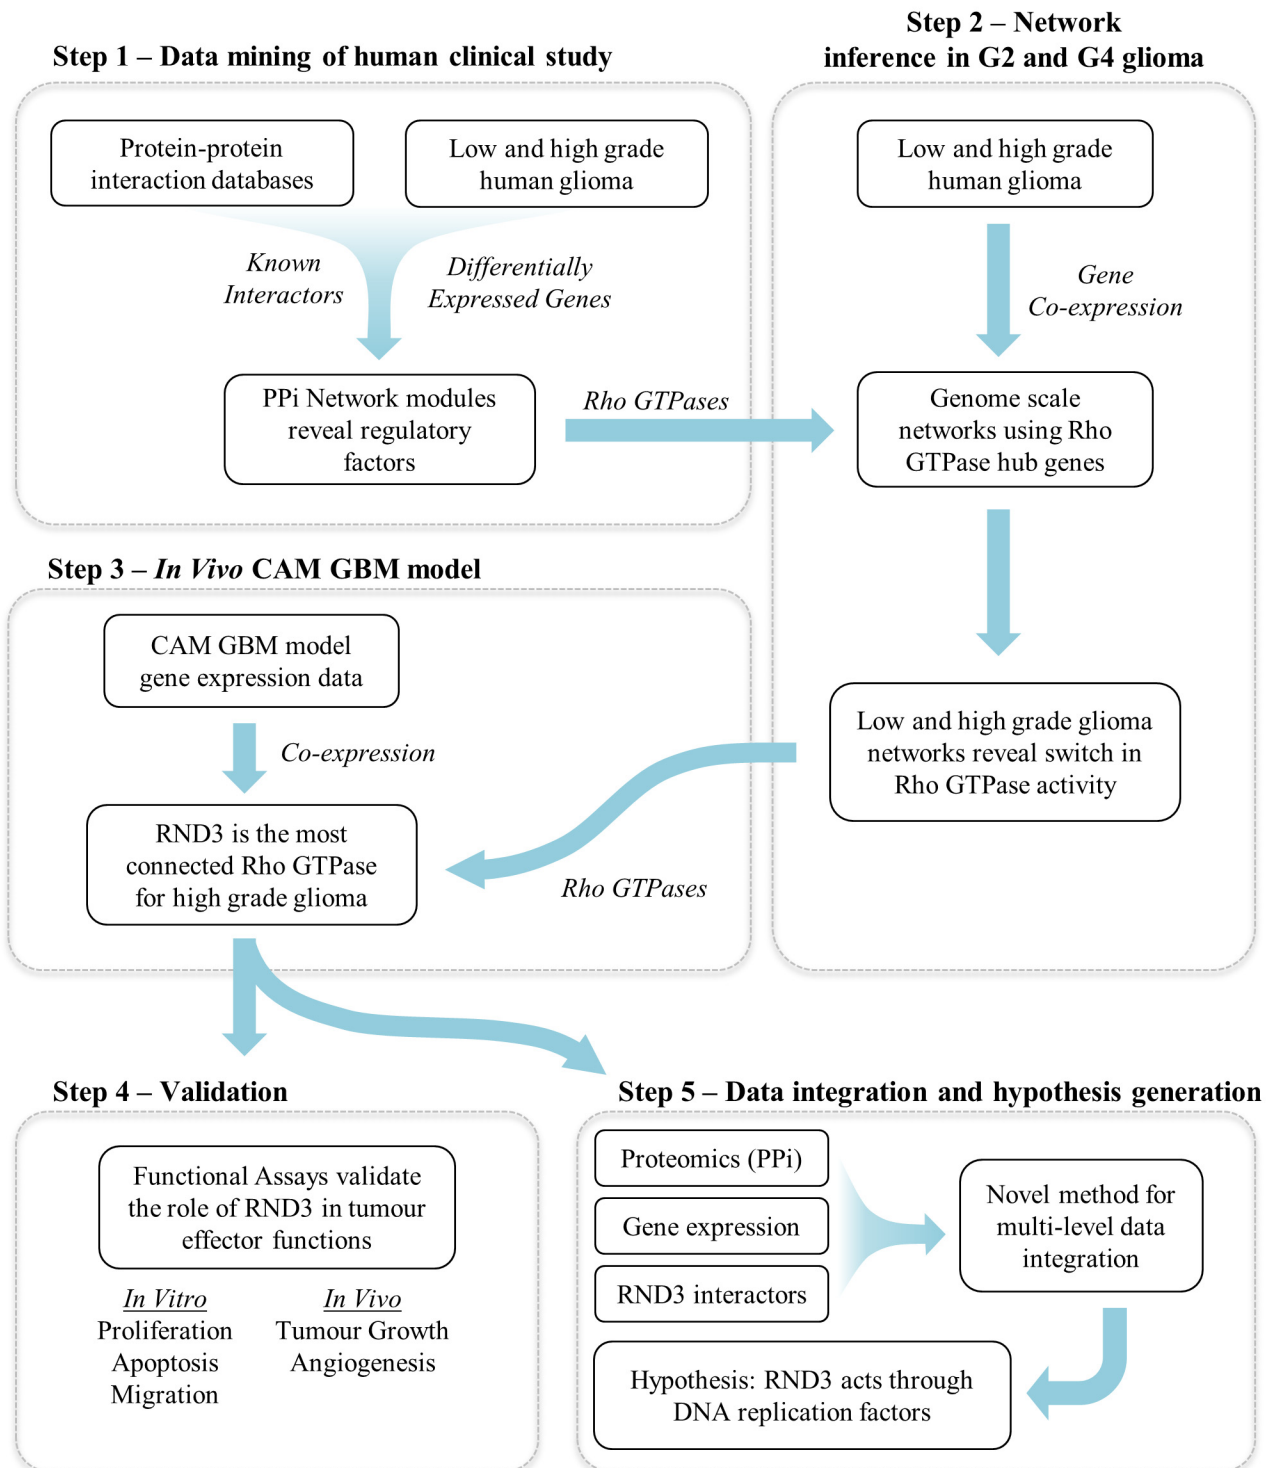 Step 1 – Data mining of human clinical study
Protein-protein
interaction databases
Low and high grade
human glioma
Known
Interactors
Differentially
Expressed Genes
PPi Network modules
reveal regulatory
factors
Rho GTPases
Step 2 – Network
inference in G2 and G4 glioma
Low and high grade
human glioma
Gene
Co-expression
Genome scale
networks using Rho
GTPase hub genes
Low and high grade glioma
networks reveal switch in
Rho GTPase activity
Step 3 – In Vivo CAM GBM model
CAM GBM model
gene expression data
Co-expression
RND3 is the most
connected Rho GTPase
for high grade glioma
Rho GTPases
Step 4 – Validation
Functional Assays validate
the role of RND3 in tumour
effector functions
In Vitro
Proliferation
Apoptosis
Migration
In Vivo
Tumour Growth
Angiogenesis
Step 5 – Data integration and hypothesis generation
Proteomics (PPi)
Gene expression
RND3 interactors
Novel method for
multi-level data
integration
Hypothesis: RND3 acts through
DNA replication factors